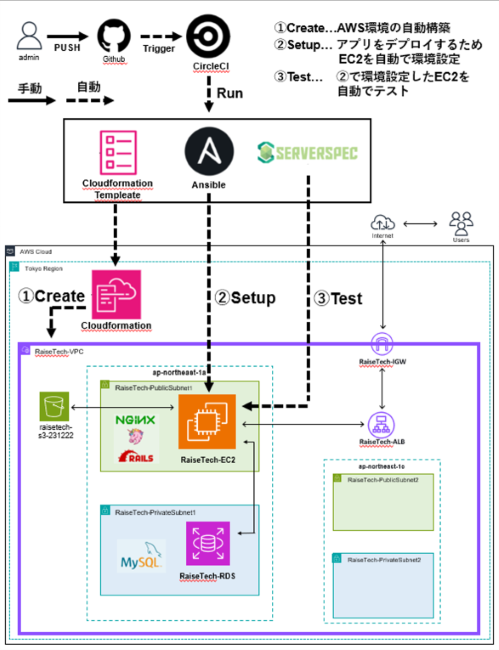 ①Create…AWS環境の自動構築
②Setup… アプリをデプロイするため
EC2を自動で環境設定
③Test… ②で環境設定したEC2を
自動でテスト
admin
PUSH
Github
Trigger
CircleCI
手動
自動
Run
Cloudformation
Templeate
Ansible
SERVERSPEC
Internet
Users
AWS Cloud
Tokyo Region
①Create
Cloudformation
②Setup
③Test
RaiseTech-VPC
RaiseTech-IGW
ap-northeast-1a
RaiseTech-PublicSubnet1
raisetech-
s3-231222
NGINX
RAILS
RaiseTech-EC2
RaiseTech-ALB
ap-northeast-1c
RaiseTech-PublicSubnet2
RaiseTech-PrivateSubnet1
MySQL
RaiseTech-RDS
RaiseTech-PrivateSubnet2